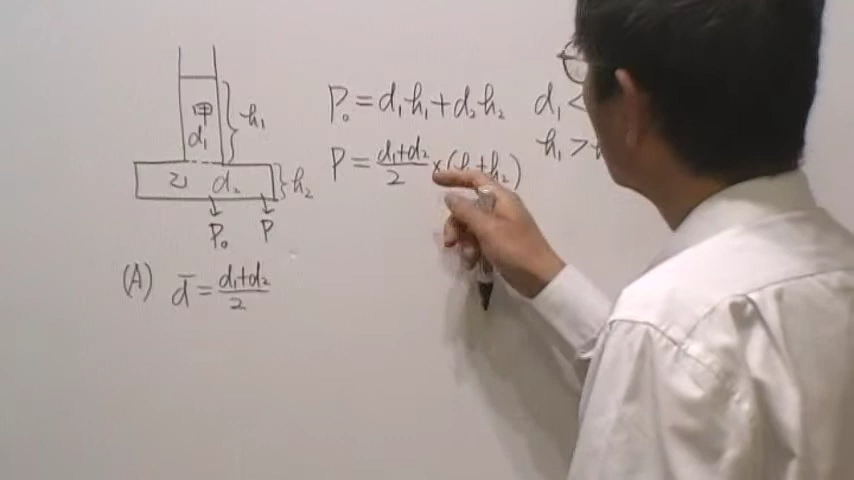 甲
d₁
h₁
乙 d₂
h₂
P₀ P
P₀ = d₁h₁ + d₂h₂ d₁ <
P = (d₁+d₂)/2 × (h₁+h₂) h₁ >
(A) d̄ = (d₁+d₂)/2